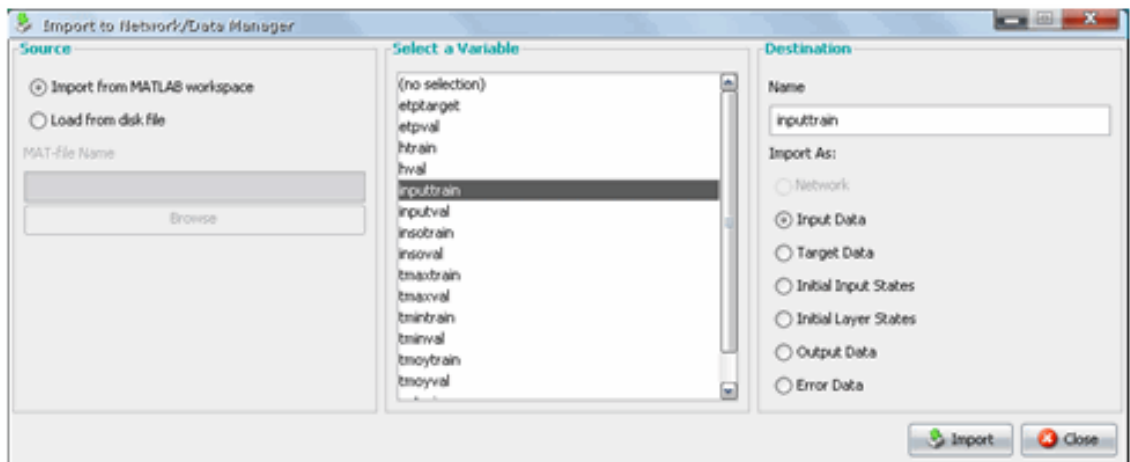 Import to Network/Data Manager
Source
Import from MATLAB workspace
Load from disk file
MAT-file Name
Browse
Select a Variable
(no selection)
etptarget
etpval
htrain
hval
inputtrain
inputval
insotrain
insoval
tmaxtrain
tmaxval
tmintrain
tminval
tmoytrain
tmoyval
Destination
Name
inputtrain
Import As:
Network
Input Data
Target Data
Initial Input States
Initial Layer States
Output Data
Error Data
Import
Close